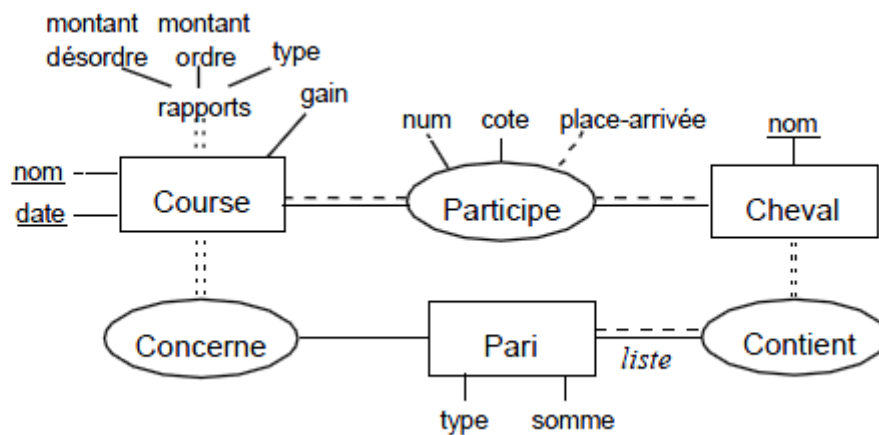 montant montant
désordre ordre type
rapports gain
num cote place-arrivée nom
nom
Course Participe Cheval
date
Concerne Pari liste Contient
type somme